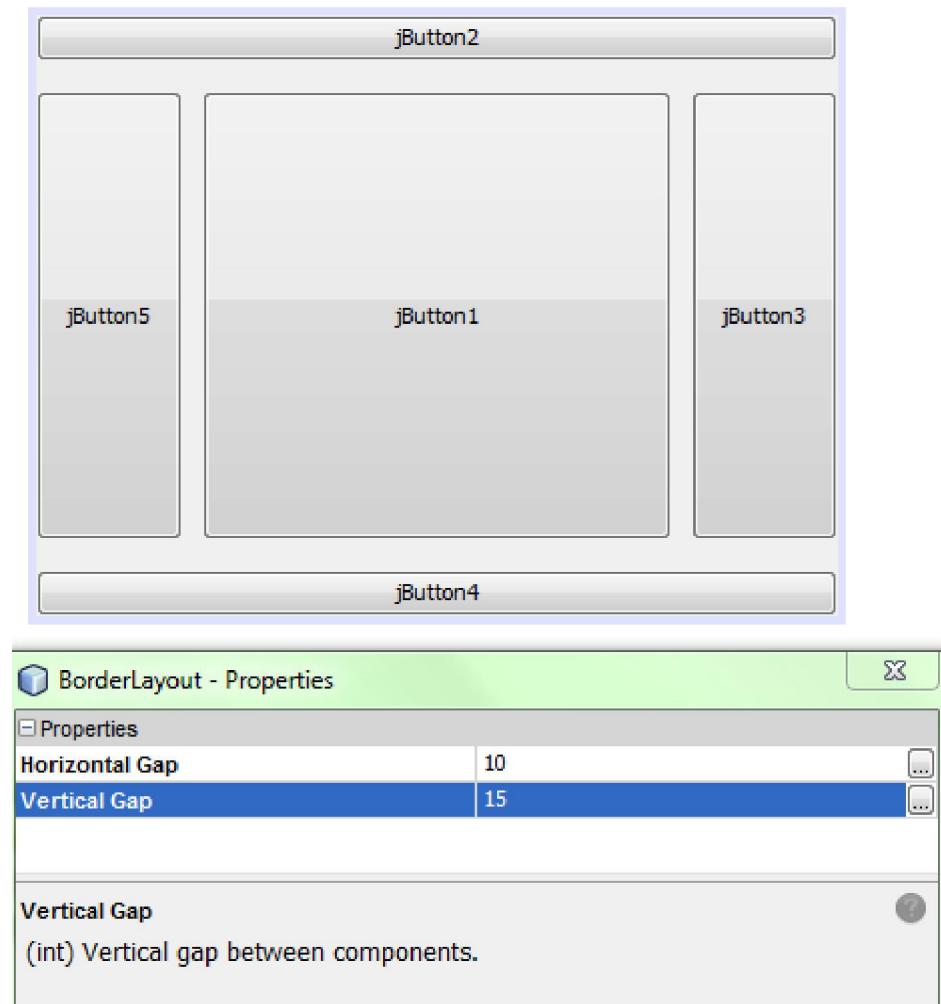 jButton2
jButton5 jButton1 jButton3
jButton4
BorderLayout - Properties
Properties
Horizontal Gap 10 ...
Vertical Gap 15 ...
Vertical Gap ?
(int) Vertical gap between components.